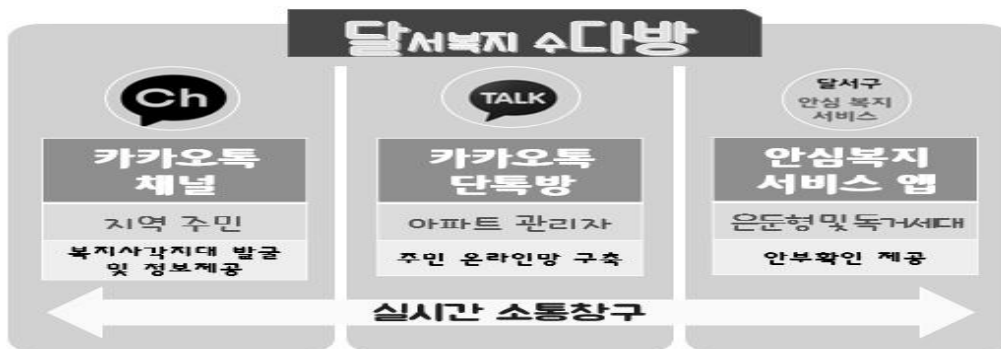 달서복지 수다방
Ch
카카오톡
채널
지역 주민
복지사각지대 발굴
및 정보제공
TALK
카카오톡
단톡방
아파트 관리자
주민 온라인망 구축
달서구
안심 복지
서비스
안심복지
서비스 앱
은둔형 및 독거세대
안부확인 제공
실시간 소통창구